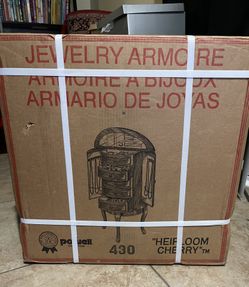 JEWELRY ARMOIRE
ARMOIRE À BIJOUX
ARMARIO DE JOYAS
powell
430
"HEIRLOOM
CHERRY"™